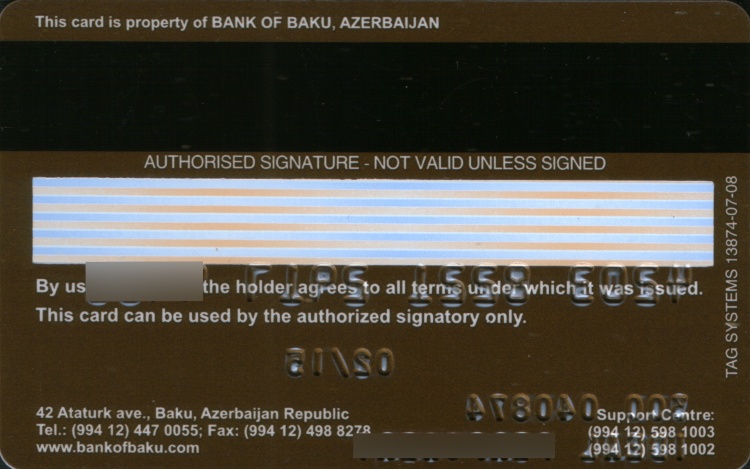 This card is property of BANK OF BAKU, AZERBAIJAN
AUTHORISED SIGNATURE - NOT VALID UNLESS SIGNED
By us the holder agrees to all terms under which it was issued.
This card can be used by the authorized signatory only.
TAG SYSTEMS 13874-07-08
42 Ataturk ave., Baku, Azerbaijan Republic
Tel.: (994 12) 447 0055; Fax: (994 12) 498 8278
www.bankofbaku.com
Support Centre:
(994 12) 598 1003
(994 12) 598 1002